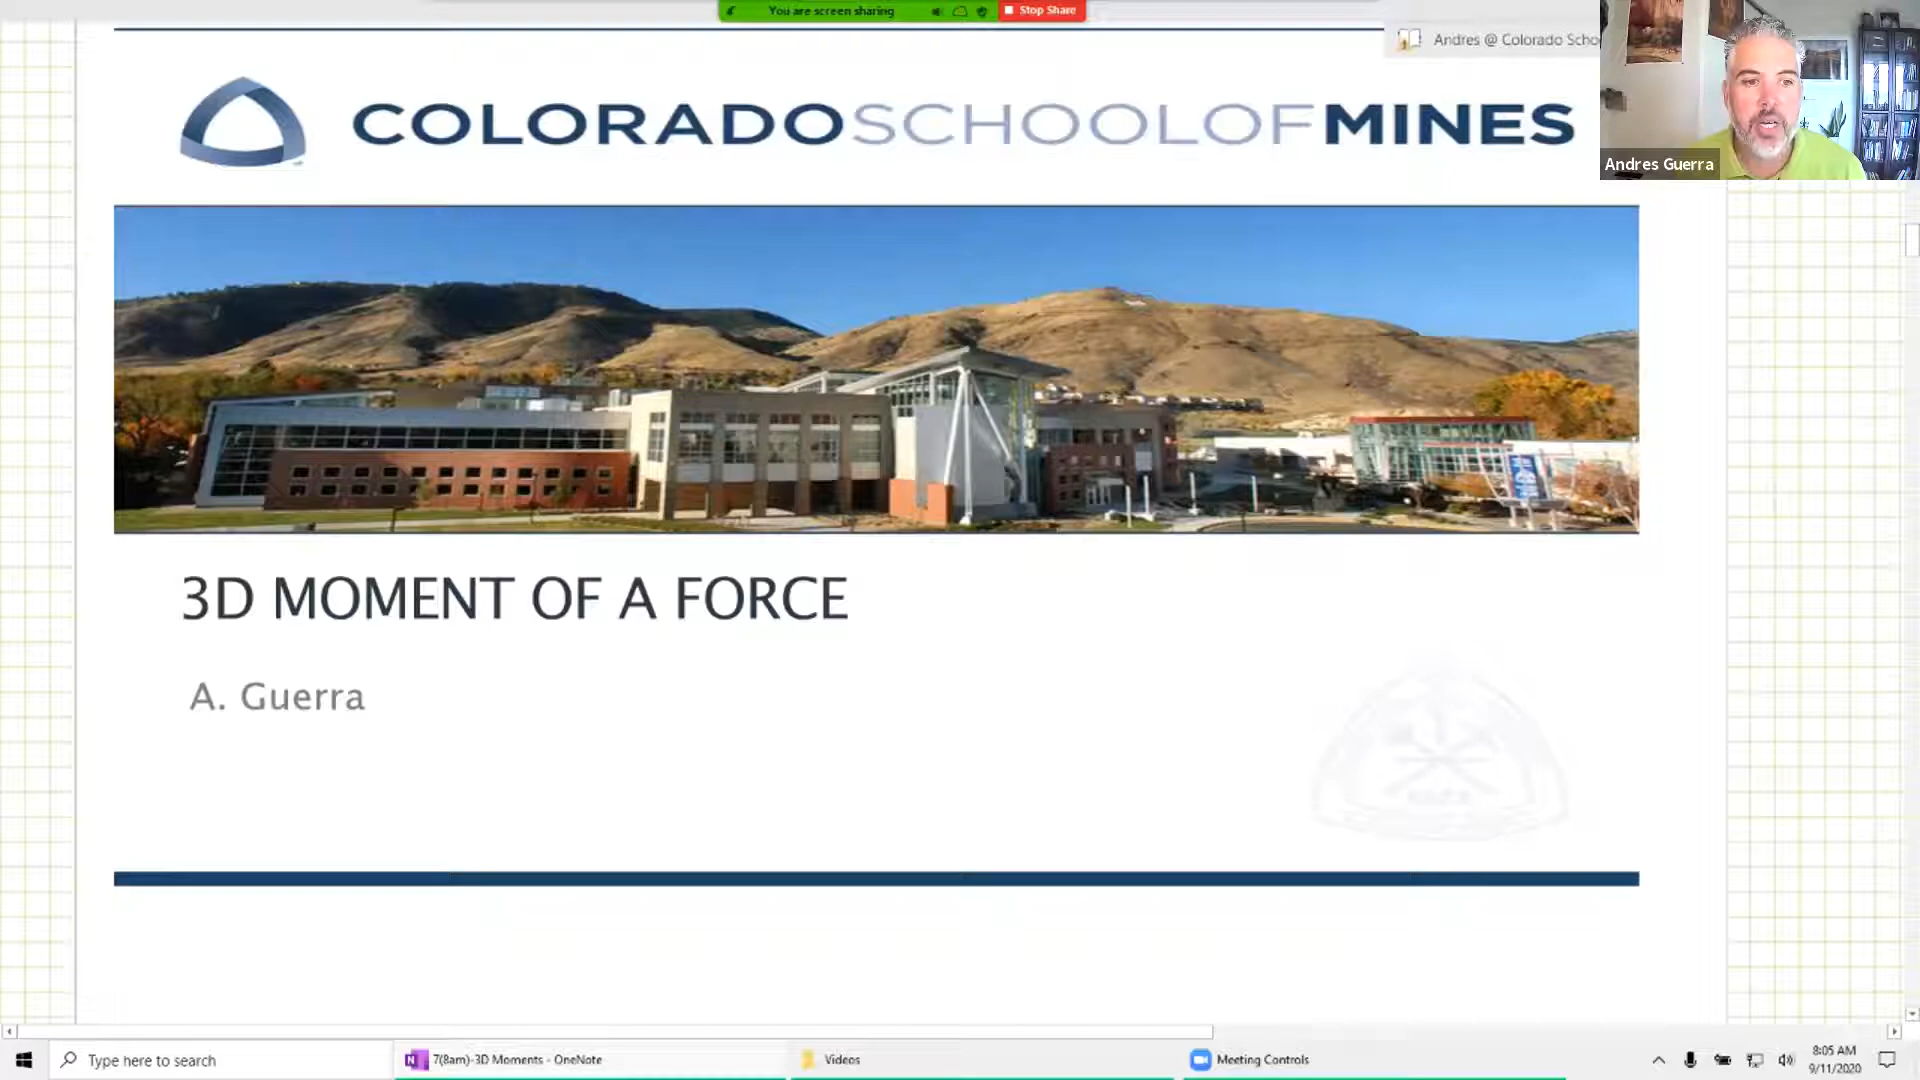 You are screen sharing
Stop Share
Andres @ Colorado Scho
COLORADOSCHOOLOFMINES
Andres Guerra
3D MOMENT OF A FORCE
A. Guerra
Type here to search
7(8am)-3D Moments - OneNote
Videos
Meeting Controls
8:05 AM
9/11/2020